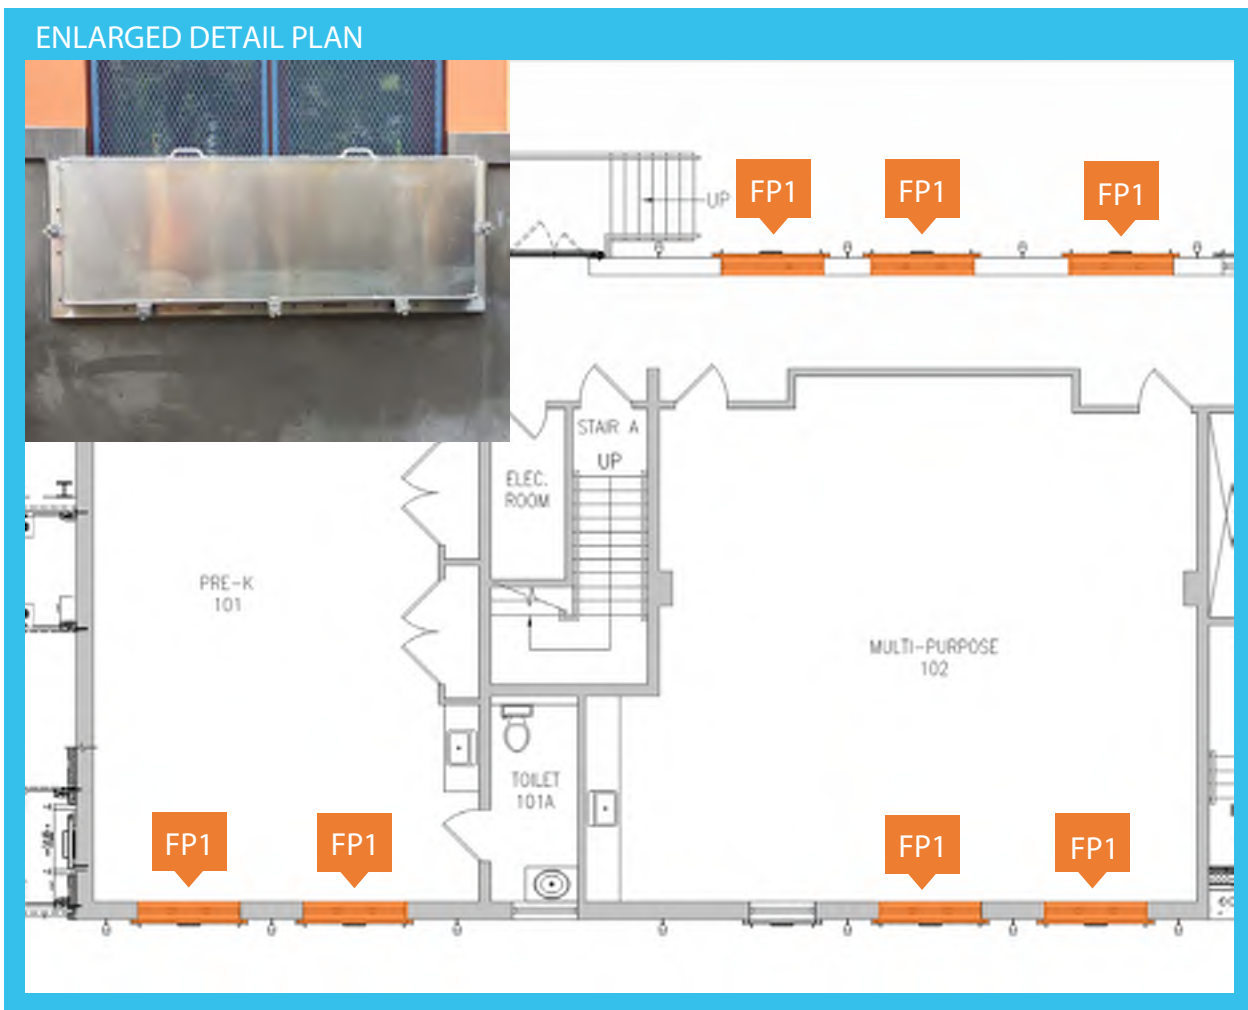 ENLARGED DETAIL PLAN
UP
FP1
FP1
FP1
STAIR A
UP
ELEC.
ROOM
PRE-K
101
MULTI-PURPOSE
102
TOILET
101A
FP1
FP1
FP1
FP1